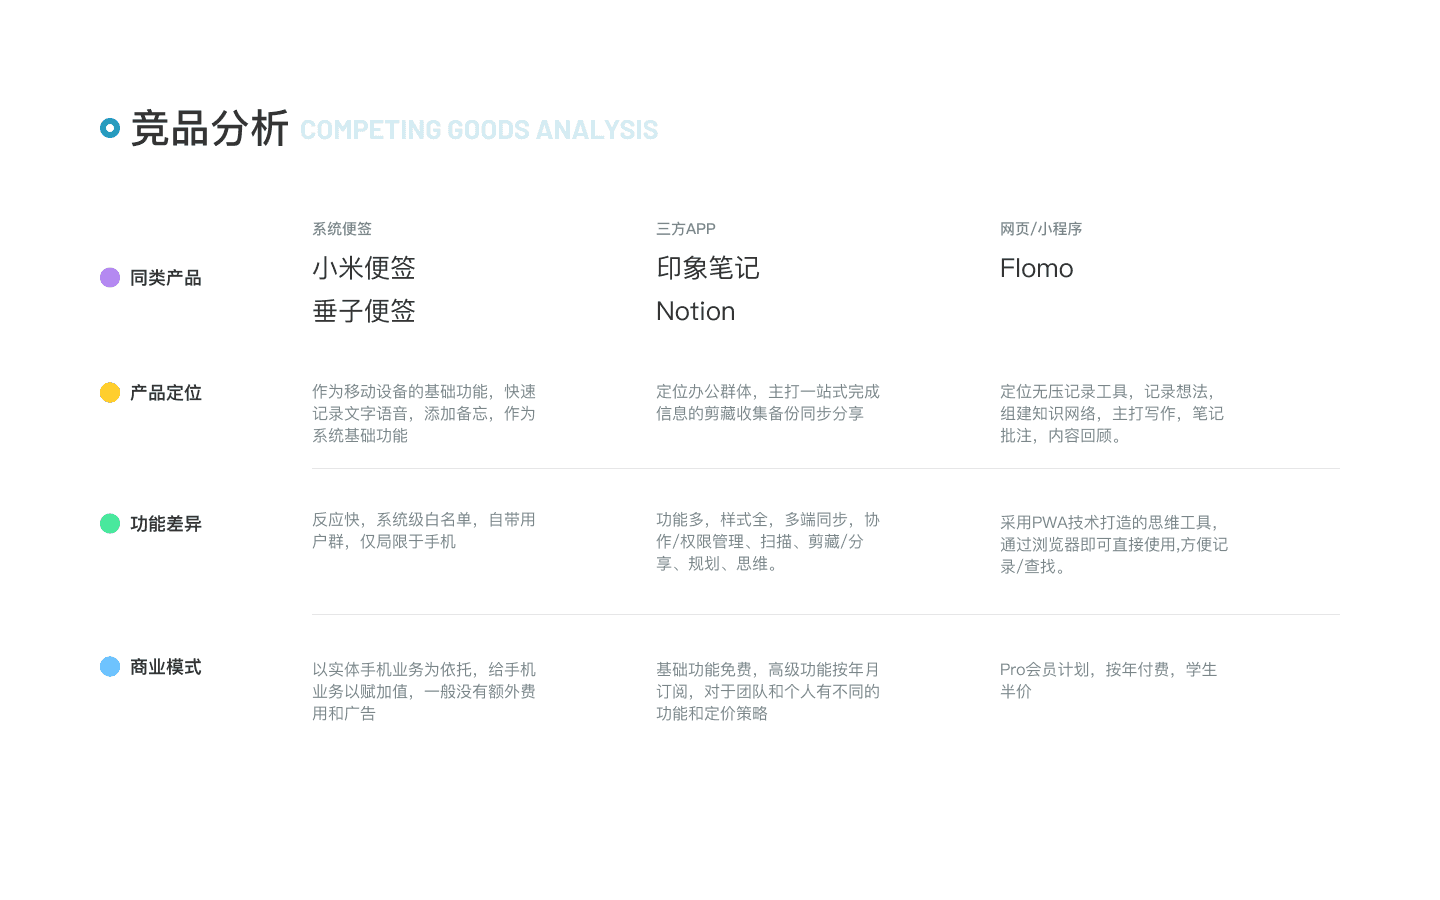 竞品分析 COMPETING GOODS ANALYSIS
系统便签
三方APP
网页/小程序
同类产品
小米便签
垂子便签
印象笔记
Notion
Flomo
产品定位
作为移动设备的基础功能，快速
记录文字语音，添加备忘，作为
系统基础功能
定位办公群体，主打一站式完成
信息的剪藏收集备份同步分享
定位无压记录工具，记录想法，
组建知识网络，主打写作，笔记
批注，内容回顾。
功能差异
反应快，系统级白名单，自带用
户群，仅局限于手机
功能多，样式全，多端同步，协
作/权限管理、扫描、剪藏/分
享、规划、思维。
采用PWA技术打造的思维工具，
通过浏览器即可直接使用,方便记
录/查找。
商业模式
以实体手机业务为依托，给手机
业务以赋加值，一般没有额外费
用和广告
基础功能免费，高级功能按年月
订阅，对于团队和个人有不同的
功能和定价策略
Pro会员计划，按年付费，学生
半价